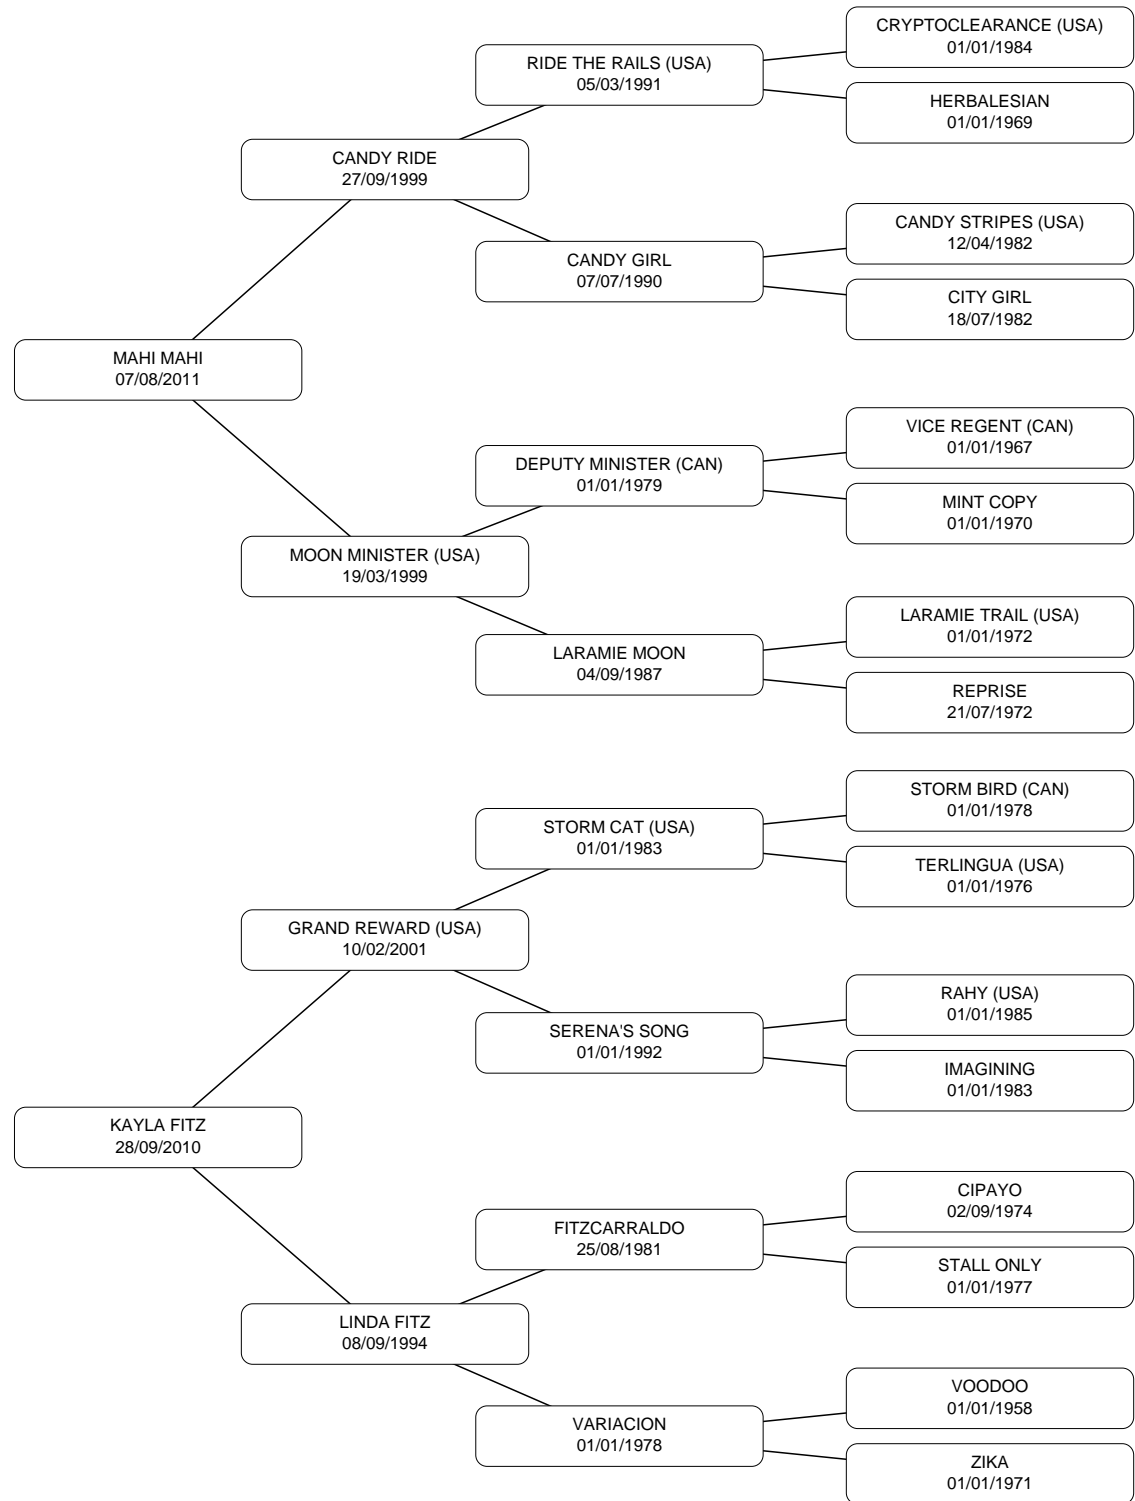 CRYPTOCLEARANCE (USA)
01/01/1984
RIDE THE RAILS (USA)
05/03/1991
HERBALESIAN
01/01/1969
CANDY RIDE
27/09/1999
CANDY STRIPES (USA)
12/04/1982
CANDY GIRL
07/07/1990
CITY GIRL
18/07/1982
MAHI MAHI
07/08/2011
VICE REGENT (CAN)
01/01/1967
DEPUTY MINISTER (CAN)
01/01/1979
MINT COPY
01/01/1970
MOON MINISTER (USA)
19/03/1999
LARAMIE TRAIL (USA)
01/01/1972
LARAMIE MOON
04/09/1987
REPRISE
21/07/1972
STORM BIRD (CAN)
01/01/1978
STORM CAT (USA)
01/01/1983
TERLINGUA (USA)
01/01/1976
GRAND REWARD (USA)
10/02/2001
RAHY (USA)
01/01/1985
SERENA'S SONG
01/01/1992
IMAGINING
01/01/1983
KAYLA FITZ
28/09/2010
CIPAYO
02/09/1974
FITZCARRALDO
25/08/1981
STALL ONLY
01/01/1977
LINDA FITZ
08/09/1994
VOODOO
01/01/1958
VARIACION
01/01/1978
ZIKA
01/01/1971